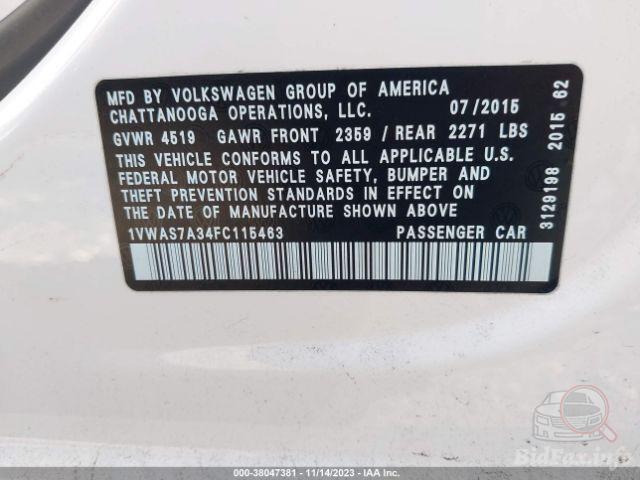 MFD BY VOLKSWAGEN GROUP OF AMERICA
CHATTANOOGA OPERATIONS, LLC. 07/2015
GVWR 4519 GAWR FRONT 2359 / REAR 2271 LBS
THIS VEHICLE CONFORMS TO ALL APPLICABLE U.S.
FEDERAL MOTOR VEHICLE SAFETY, BUMPER AND
THEFT PREVENTION STANDARDS IN EFFECT ON
THE DATE OF MANUFACTURE SHOWN ABOVE
1VWAS7A34FC115463 PASSENGER CAR
3129198 2015 62
BidFax.info
000-38047381 - 11/14/2023 - IAA Inc.